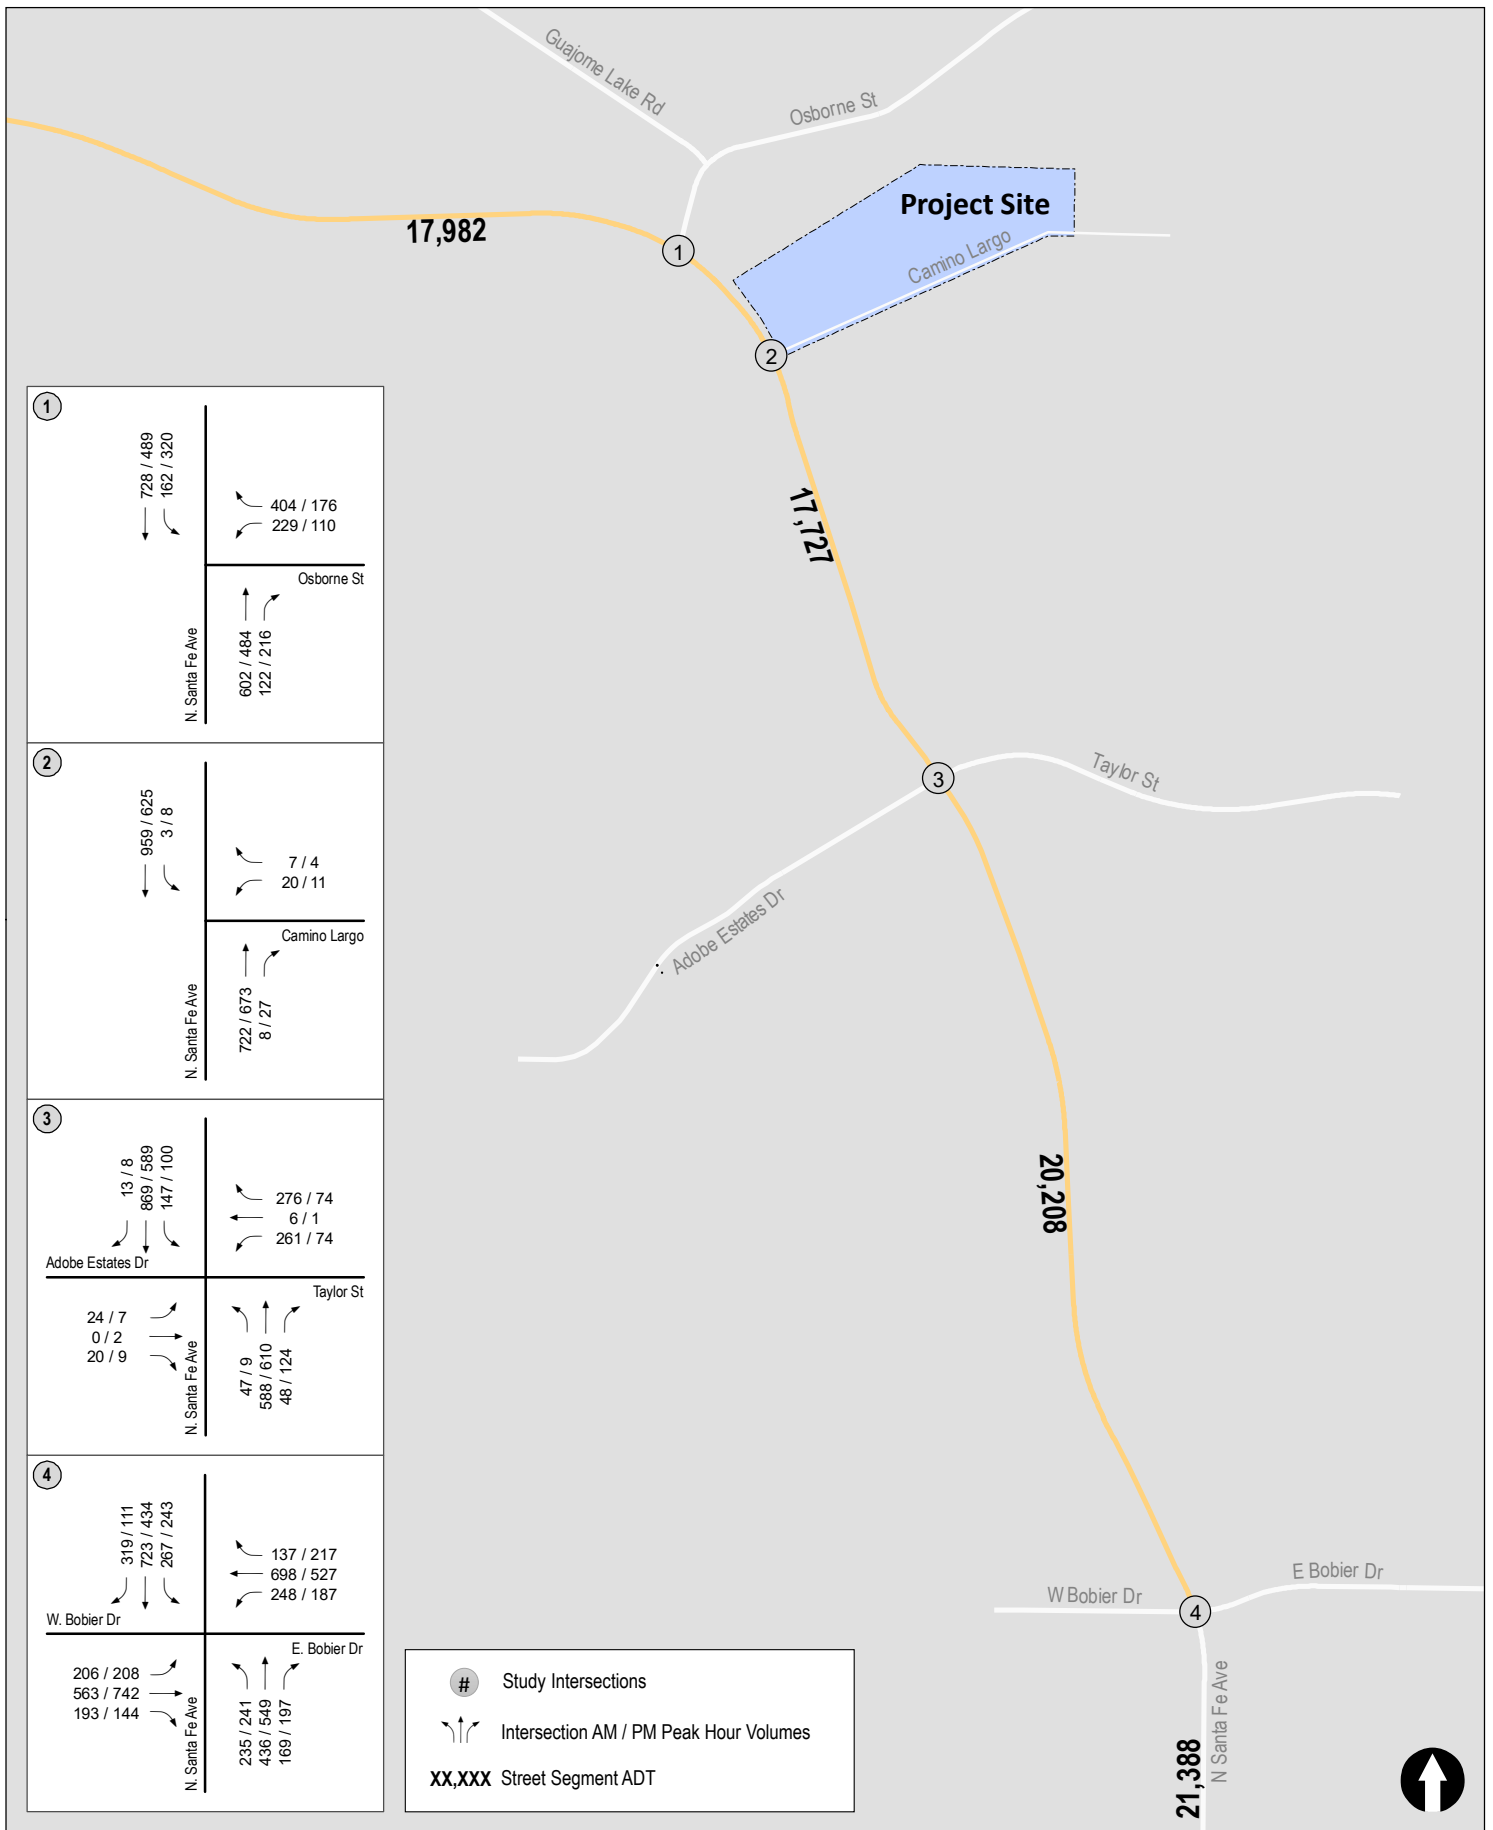 Guajome Lake Rd
Osborne St
Project Site
Camino Largo
17,982
1
2
17,727
3
Taylor St
Adobe Estates Dr
20,208
W Bobier Dr
E Bobier Dr
4
N Santa Fe Ave
21,388
1
728 / 489
162 / 320
404 / 176
229 / 110
Osborne St
N. Santa Fe Ave
602 / 484
122 / 216
2
959 / 625
3 / 8
7 / 4
20 / 11
Camino Largo
N. Santa Fe Ave
722 / 673
8 / 27
3
13 / 8
869 / 589
147 / 100
276 / 74
6 / 1
261 / 74
Adobe Estates Dr
Taylor St
24 / 7
0 / 2
20 / 9
N. Santa Fe Ave
47 / 9
588 / 610
48 / 124
4
319 / 111
723 / 434
267 / 243
137 / 217
698 / 527
248 / 187
W. Bobier Dr
E. Bobier Dr
206 / 208
563 / 742
193 / 144
N. Santa Fe Ave
235 / 241
436 / 549
169 / 197
# Study Intersections
Intersection AM / PM Peak Hour Volumes
XX,XXX Street Segment ADT